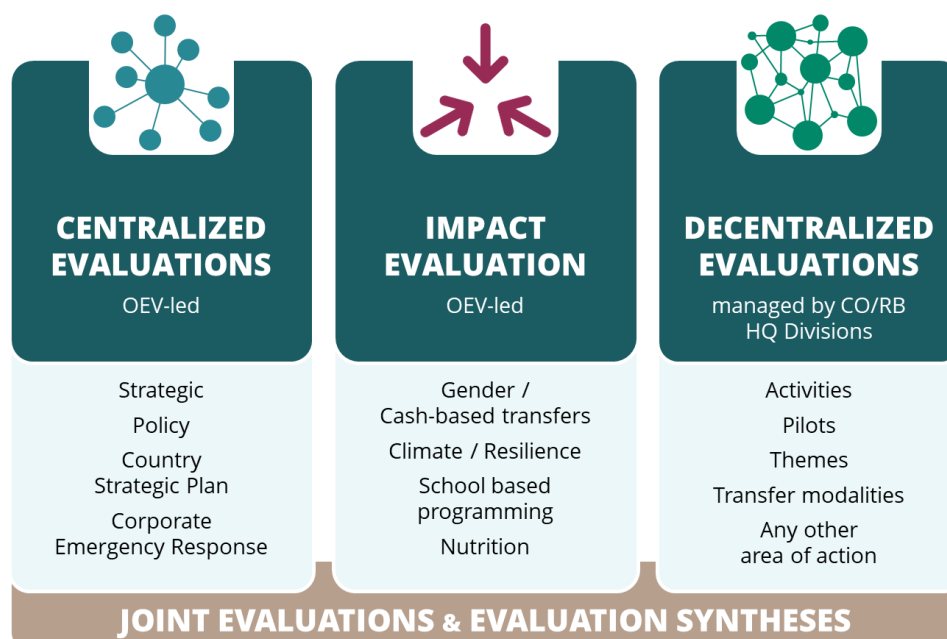 CENTRALIZED
EVALUATIONS
OEV-led
Strategic
Policy
Country
Strategic Plan
Corporate
Emergency Response
IMPACT
EVALUATION
OEV-led
Gender /
Cash-based transfers
Climate / Resilience
School based
programming
Nutrition
DECENTRALIZED
EVALUATIONS
managed by CO/RB
HQ Divisions
Activities
Pilots
Themes
Transfer modalities
Any other
area of action
JOINT EVALUATIONS & EVALUATION SYNTHESES